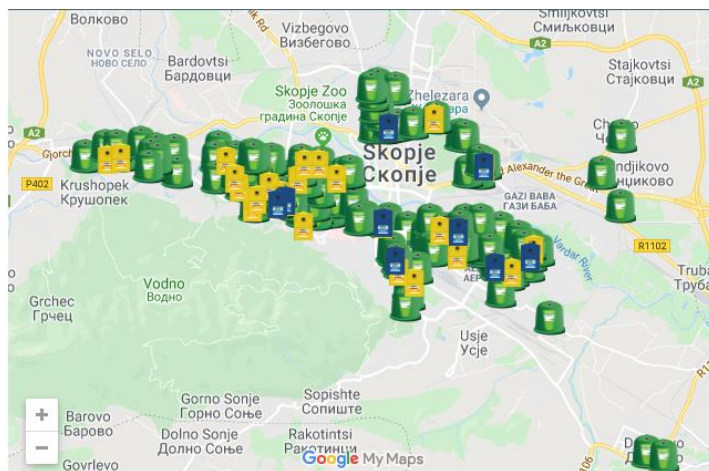 Волково
Vizbegovo
Визбегово
Smiljkovtsi
Смиљковци
A2
NOVO SELO
НОВО СЕЛО
Bardovtsi
Бардовци
Stajkovtsi
Стајковци
Skopje Zoo
Зоолошка
градина Скопје
Zhelezara
A2
P402
Krushopek
Крушопек
Skopje
Скопје
Alexander the Great
GAZI BABA
ГАЗИ БАБА
R1102
Vardar River
Vodno
Водно
Grchec
Грчец
Usje
Усје
+
−
Barovo
Барово
Gorno Sonje
Горно Соње
Sopishte
Сопиште
Dolno Sonje
Долно Соње
Rakotintsi
Govrlevo
Google My Maps